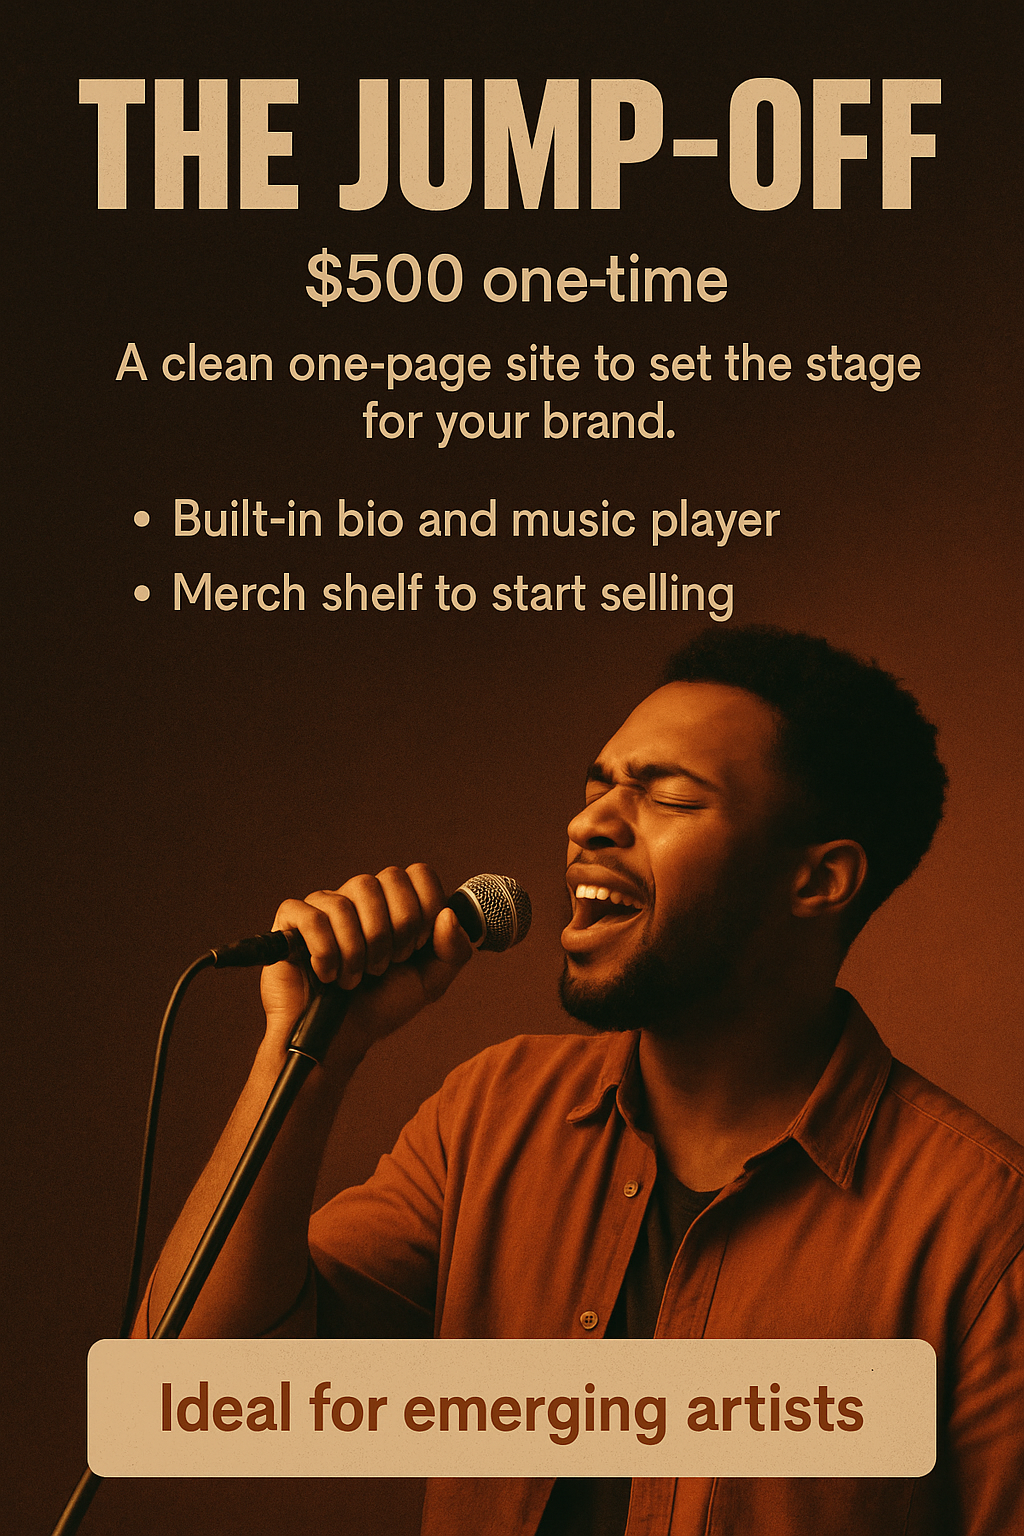 THE JUMP-OFF
$500 one-time
A clean one-page site to set the stage
for your brand.
• Built-in bio and music player
• Merch shelf to start selling
Ideal for emerging artists